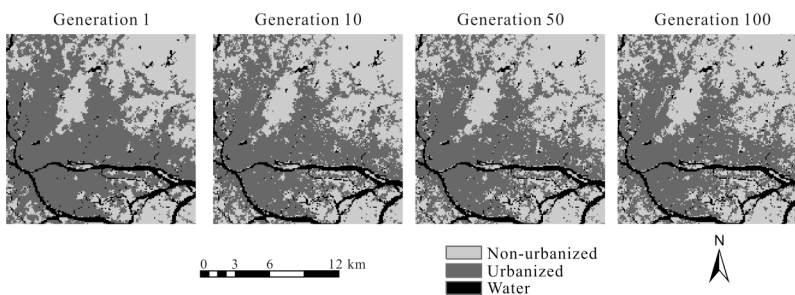 Generation 1
Generation 10
Generation 50
Generation 100
0 3 6 12 km
Non-urbanized
Urbanized
Water
N